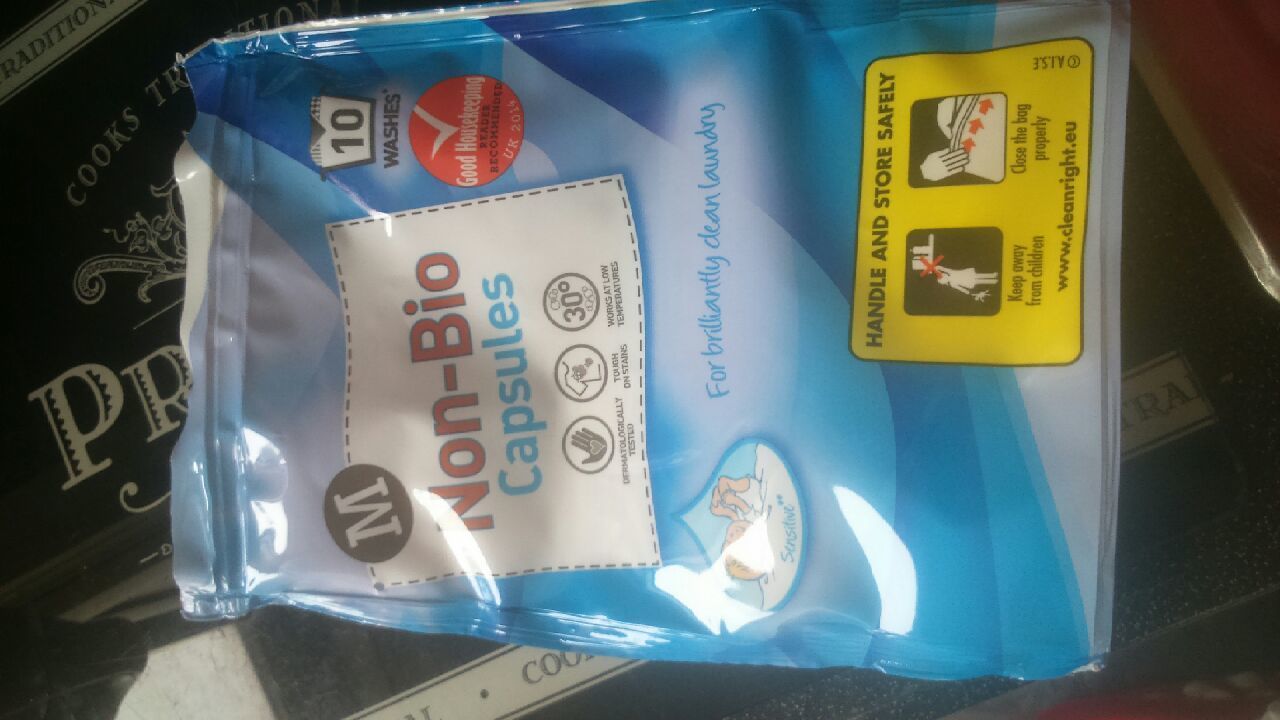 10
WASHES*
Good Housekeeping
READER
RECOMMENDED
UK 2014
M
Non-Bio
Capsules
DERMATOLOGICALLY
TESTED
TOUGH
ON STAINS
30°
WORKS AT LOW
TEMPERATURES
For brilliantly clean laundry
Sensitive**
HANDLE AND STORE SAFELY
Keep away
from children
Close the bag
properly
www.cleanright.eu
© A.I.S.E
COOKS
TRADITIONAL